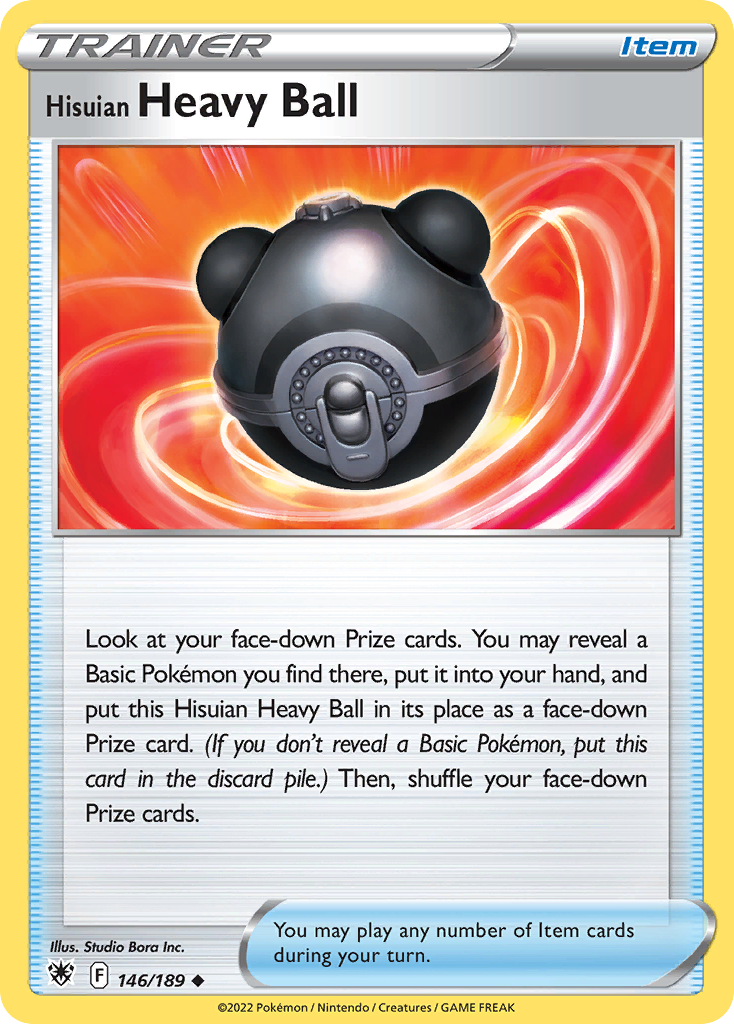 TRAINER
Item
Hisuian Heavy Ball
Look at your face-down Prize cards. You may reveal a
Basic Pokémon you find there, put it into your hand, and
put this Hisuian Heavy Ball in its place as a face-down
Prize card. (If you don't reveal a Basic Pokémon, put this
card in the discard pile.) Then, shuffle your face-down
Prize cards.
You may play any number of Item cards
during your turn.
Illus. Studio Bora Inc.
F 146/189
©2022 Pokémon / Nintendo / Creatures / GAME FREAK